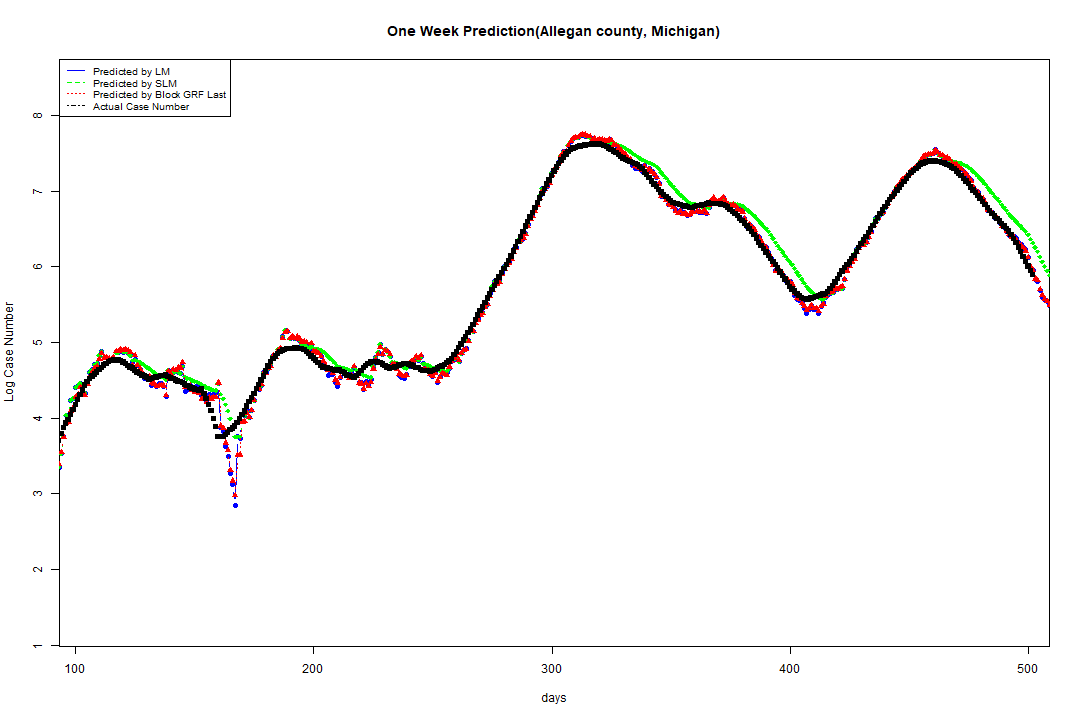 One Week Prediction(Allegan county, Michigan)
Predicted by LM
Predicted by SLM
Predicted by Block GRF Last
Actual Case Number
8
7
6
5
4
3
2
1
Log Case Number
100 200 300 400 500
days